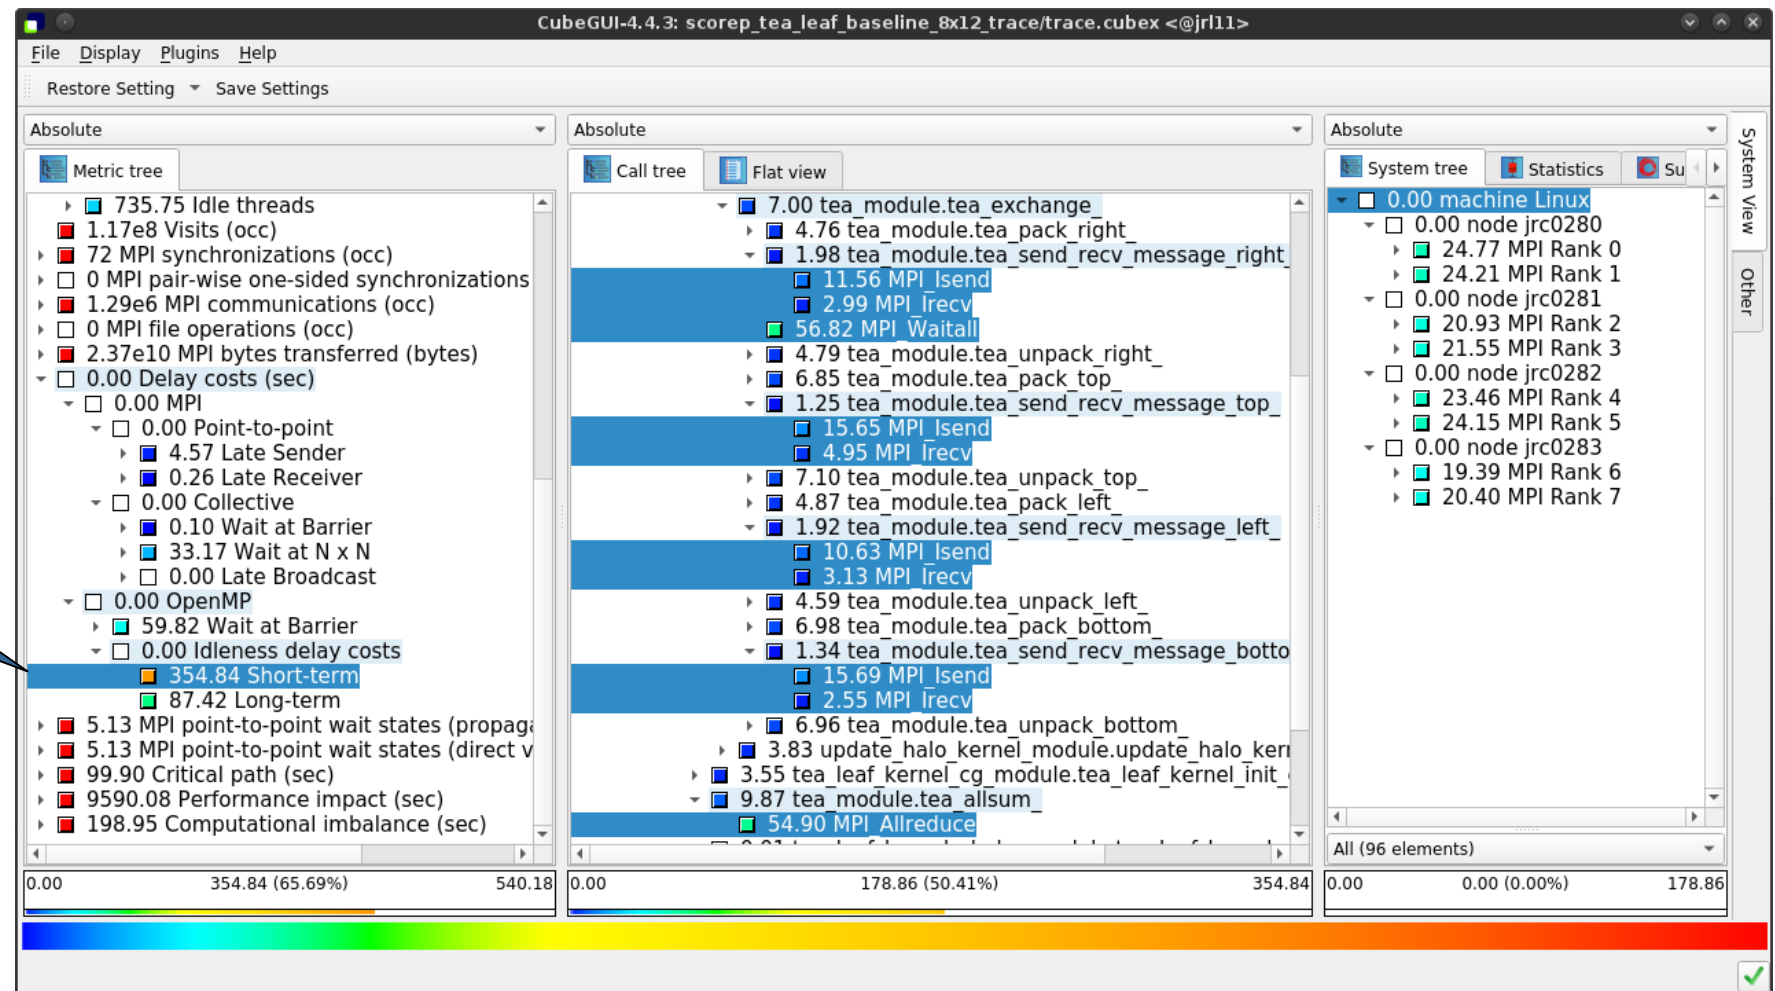 CubeGUI-4.4.3: scorep_tea_leaf_baseline_8x12_trace/trace.cubex <@jrl11>
File Display Plugins Help
Restore Setting Save Settings
Absolute
Metric tree
735.75 Idle threads
1.17e8 Visits (occ)
72 MPI synchronizations (occ)
0 MPI pair-wise one-sided synchronizations
1.29e6 MPI communications (occ)
0 MPI file operations (occ)
2.37e10 MPI bytes transferred (bytes)
0.00 Delay costs (sec)
0.00 MPI
0.00 Point-to-point
4.57 Late Sender
0.26 Late Receiver
0.00 Collective
0.10 Wait at Barrier
33.17 Wait at N x N
0.00 Late Broadcast
0.00 OpenMP
59.82 Wait at Barrier
0.00 Idleness delay costs
354.84 Short-term
87.42 Long-term
5.13 MPI point-to-point wait states (propaga
5.13 MPI point-to-point wait states (direct v
99.90 Critical path (sec)
9590.08 Performance impact (sec)
198.95 Computational imbalance (sec)
0.00 354.84 (65.69%) 540.18
Absolute
Call tree Flat view
7.00 tea_module.tea_exchange_
4.76 tea_module.tea_pack_right_
1.98 tea_module.tea_send_recv_message_right_
11.56 MPI_Isend
2.99 MPI_Irecv
56.82 MPI_Waitall
4.79 tea_module.tea_unpack_right_
6.85 tea_module.tea_pack_top_
1.25 tea_module.tea_send_recv_message_top_
15.65 MPI_Isend
4.95 MPI_Irecv
7.10 tea_module.tea_unpack_top_
4.87 tea_module.tea_pack_left_
1.92 tea_module.tea_send_recv_message_left_
10.63 MPI_Isend
3.13 MPI_Irecv
4.59 tea_module.tea_unpack_left_
6.98 tea_module.tea_pack_bottom_
1.34 tea_module.tea_send_recv_message_botto
15.69 MPI_Isend
2.55 MPI_Irecv
6.96 tea_module.tea_unpack_bottom_
3.83 update_halo_kernel_module.update_halo_kerr
3.55 tea_leaf_kernel_cg_module.tea_leaf_kernel_init_
9.87 tea_module.tea_allsum_
54.90 MPI_Allreduce
0.00 178.86 (50.41%) 354.84
Absolute
System tree Statistics Su
0.00 machine Linux
0.00 node jrc0280
24.77 MPI Rank 0
24.21 MPI Rank 1
0.00 node jrc0281
20.93 MPI Rank 2
21.55 MPI Rank 3
0.00 node jrc0282
23.46 MPI Rank 4
24.15 MPI Rank 5
0.00 node jrc0283
19.39 MPI Rank 6
20.40 MPI Rank 7
All (96 elements)
0.00 0.00 (0.00%) 178.86
System View
Other